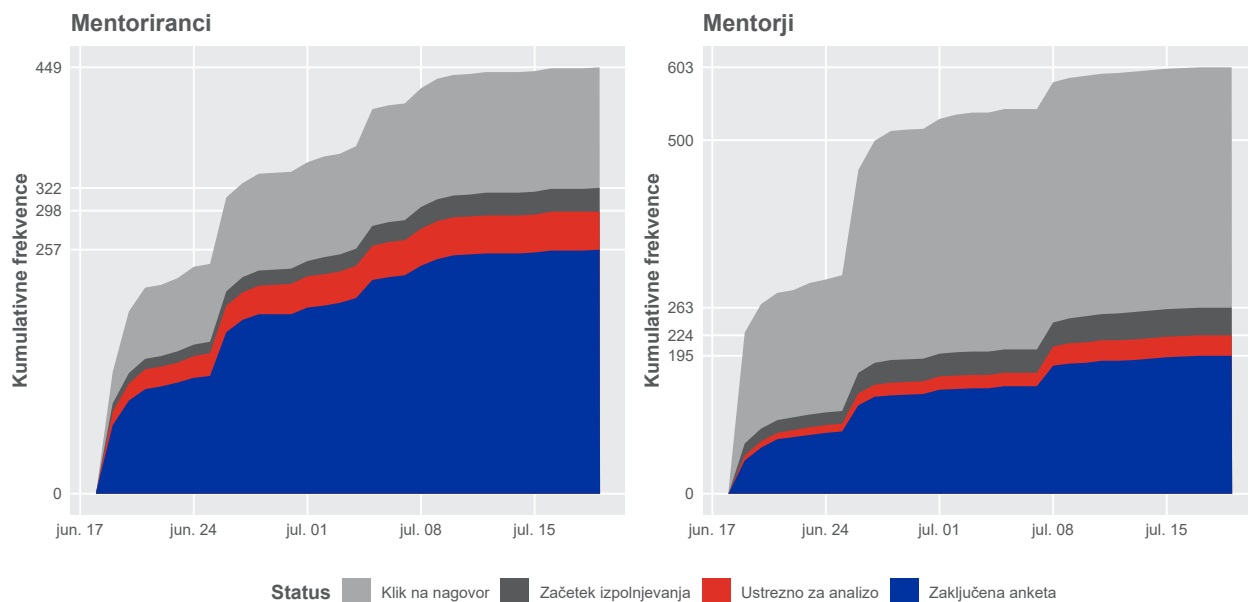 Mentoriranci
Kumulativne frekvence
449
322
298
257
0
jun. 17 jun. 24 jul. 01 jul. 08 jul. 15
Mentorji
Kumulativne frekvence
603
500
263
224
195
0
jun. 17 jun. 24 jul. 01 jul. 08 jul. 15
Status Klik na nagovor Začetek izpolnjevanja Ustrezno za analizo Zaključena anketa